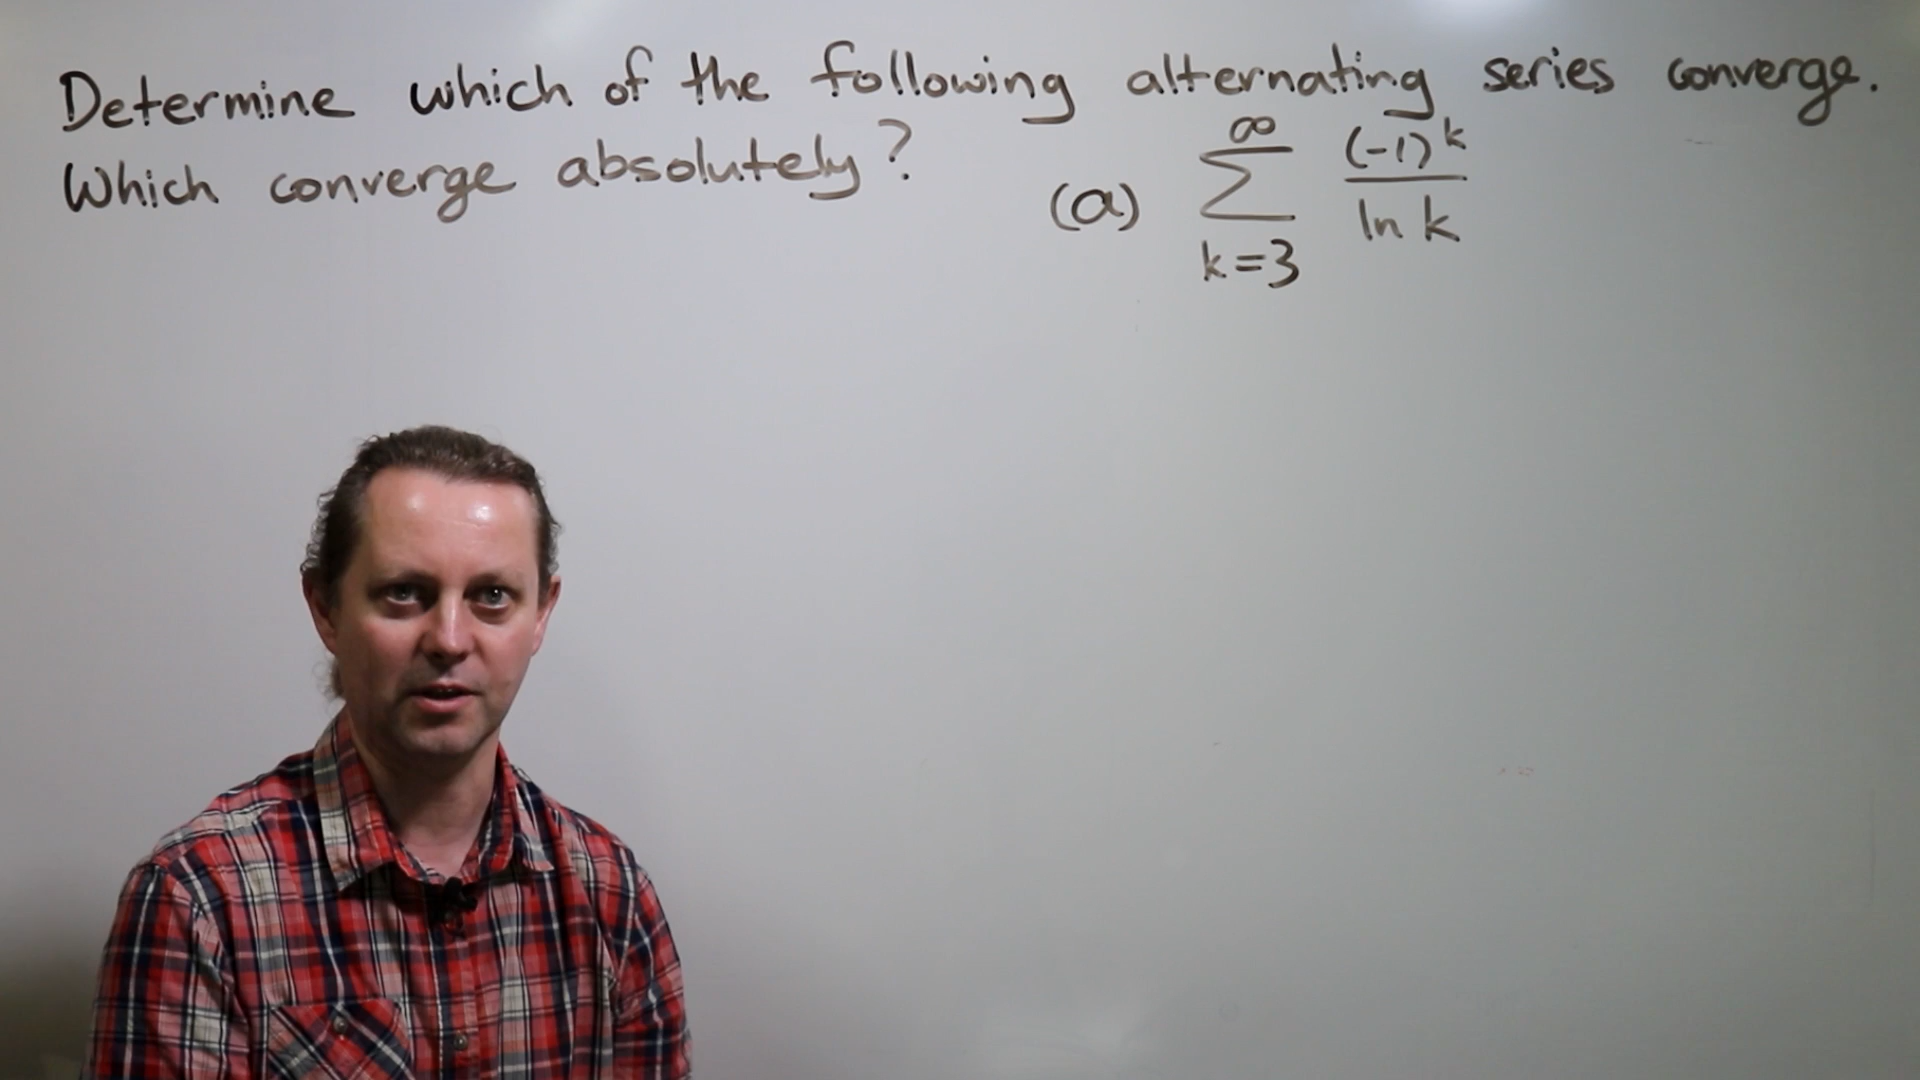 Determine which of the following alternating series converge.
Which converge absolutely? (a) ∞ ∑ k=3 (-1)^k / ln k